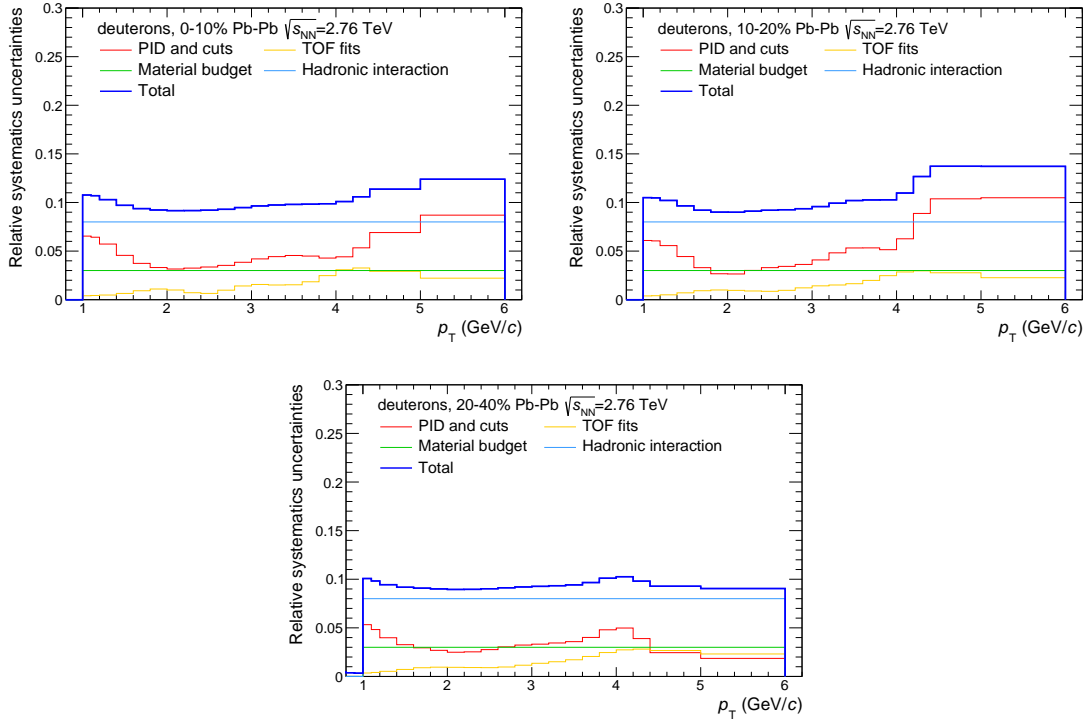 deuterons, 0-10% Pb-Pb √s_NN=2.76 TeV
PID and cuts TOF fits
Material budget Hadronic interaction
Total
Relative systematics uncertainties
0.3
0.25
0.2
0.15
0.1
0.05
0
1 2 3 4 5 6
p_T (GeV/c)
deuterons, 10-20% Pb-Pb √s_NN=2.76 TeV
PID and cuts TOF fits
Material budget Hadronic interaction
Total
Relative systematics uncertainties
0.3
0.25
0.2
0.15
0.1
0.05
0
1 2 3 4 5 6
p_T (GeV/c)
deuterons, 20-40% Pb-Pb √s_NN=2.76 TeV
PID and cuts TOF fits
Material budget Hadronic interaction
Total
Relative systematics uncertainties
0.3
0.25
0.2
0.15
0.1
0.05
0
1 2 3 4 5 6
p_T (GeV/c)